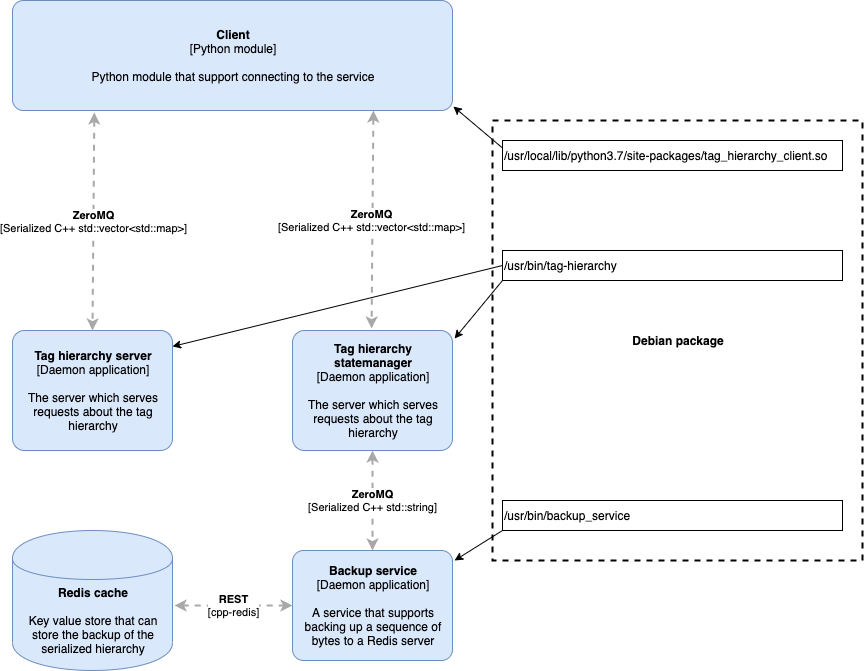 Client
[Python module]
Python module that support connecting to the service
/usr/local/lib/python3.7/site-packages/tag_hierarchy_client.so
ZeroMQ
[Serialized C++ std::vector<std::map>]
ZeroMQ
[Serialized C++ std::vector<std::map>]
/usr/bin/tag-hierarchy
Tag hierarchy server
[Daemon application]
The server which serves
requests about the tag
hierarchy
Tag hierarchy
statemanager
[Daemon application]
The server which serves
requests about the tag
hierarchy
Debian package
ZeroMQ
[Serialized C++ std::string]
/usr/bin/backup_service
Redis cache
Key value store that can
store the backup of the
serialized hierarchy
REST
[cpp-redis]
Backup service
[Daemon application]
A service that supports
backing up a sequence of
bytes to a Redis server